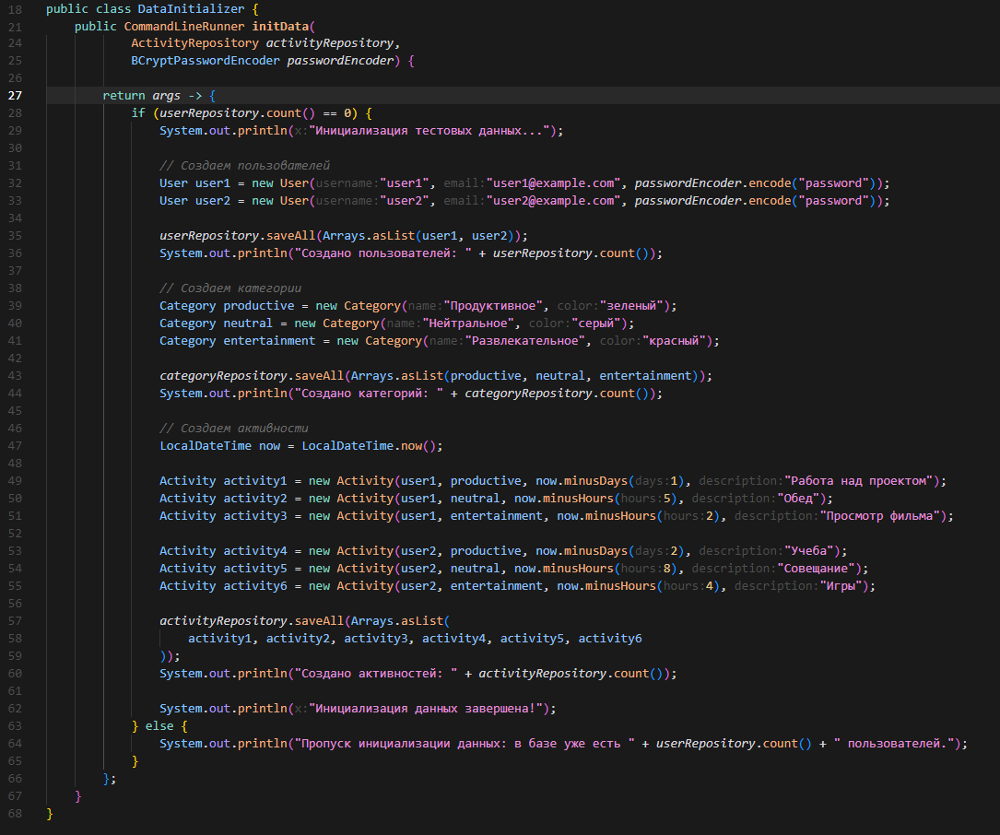 18 public class DataInitializer {
21 public CommandLineRunner initData(
24 ActivityRepository activityRepository,
25 BCryptPasswordEncoder passwordEncoder) {
26
27 return args -> {
28 if (userRepository.count() == 0) {
29 System.out.println(x:"Инициализация тестовых данных...");
30
31 // Создаем пользователей
32 User user1 = new User(username:"user1", email:"user1@example.com", passwordEncoder.encode("password"));
33 User user2 = new User(username:"user2", email:"user2@example.com", passwordEncoder.encode("password"));
34
35 userRepository.saveAll(Arrays.asList(user1, user2));
36 System.out.println("Создано пользователей: " + userRepository.count());
37
38 // Создаем категории
39 Category productive = new Category(name:"Продуктивное", color:"зеленый");
40 Category neutral = new Category(name:"Нейтральное", color:"серый");
41 Category entertainment = new Category(name:"Развлекательное", color:"красный");
42
43 categoryRepository.saveAll(Arrays.asList(productive, neutral, entertainment));
44 System.out.println("Создано категорий: " + categoryRepository.count());
45
46 // Создаем активности
47 LocalDateTime now = LocalDateTime.now();
48
49 Activity activity1 = new Activity(user1, productive, now.minusDays(days:1), description:"Работа над проектом");
50 Activity activity2 = new Activity(user1, neutral, now.minusHours(hours:5), description:"Обед");
51 Activity activity3 = new Activity(user1, entertainment, now.minusHours(hours:2), description:"Просмотр фильма");
52
53 Activity activity4 = new Activity(user2, productive, now.minusDays(days:2), description:"Учеба");
54 Activity activity5 = new Activity(user2, neutral, now.minusHours(hours:8), description:"Совещание");
55 Activity activity6 = new Activity(user2, entertainment, now.minusHours(hours:4), description:"Игры");
56
57 activityRepository.saveAll(Arrays.asList(
58 activity1, activity2, activity3, activity4, activity5, activity6
59 ));
60 System.out.println("Создано активностей: " + activityRepository.count());
61
62 System.out.println(x:"Инициализация данных завершена!");
63 } else {
64 System.out.println("Пропуск инициализации данных: в базе уже есть " + userRepository.count() + " пользователей.");
65 }
66 };
67 }
68 }